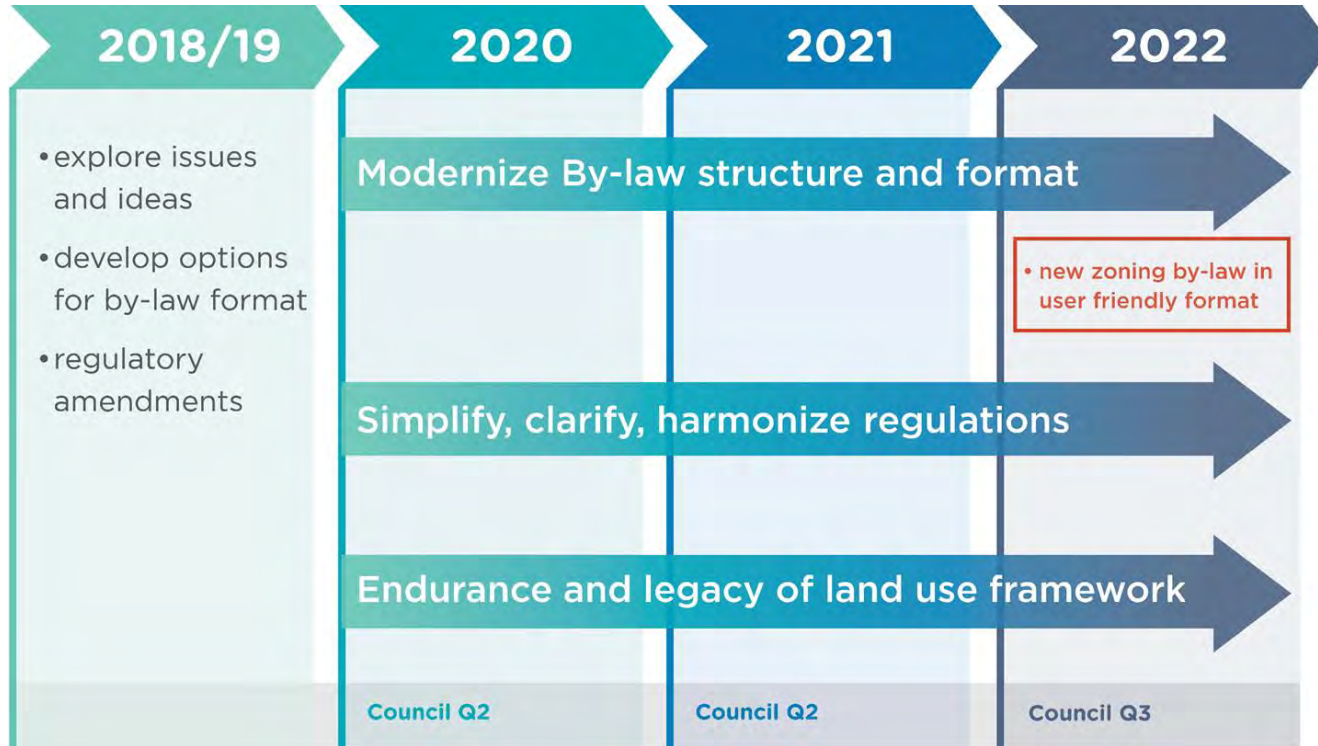 2018/19
2020
2021
2022
•explore issues
and ideas
•develop options
for by-law format
•regulatory
amendments
Modernize By-law structure and format
• new zoning by-law in
user friendly format
Simplify, clarify, harmonize regulations
Endurance and legacy of land use framework
Council Q2
Council Q2
Council Q3